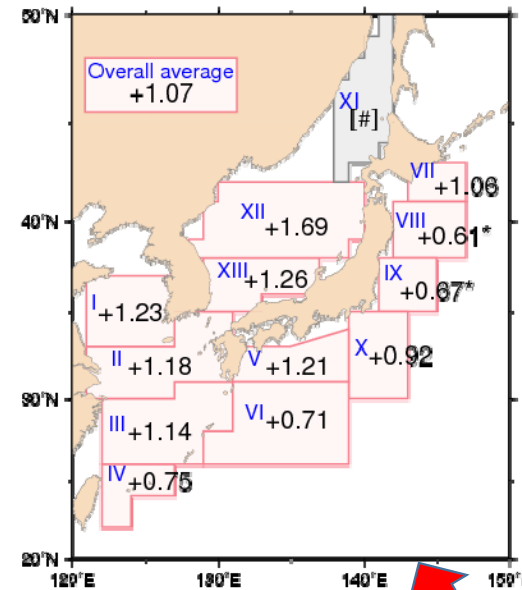 50°N
Overall average
+1.07
XI
[#]
VII
+1.06
XII
+1.69
VIII
+0.61*
40°N
XIII
+1.26
IX
+0.67*
I
+1.23
II
+1.18
V
+1.21
X
+0.92
30°N
III
+1.14
VI
+0.71
IV
+0.75
20°N
120°E
130°E
140°E
150°E